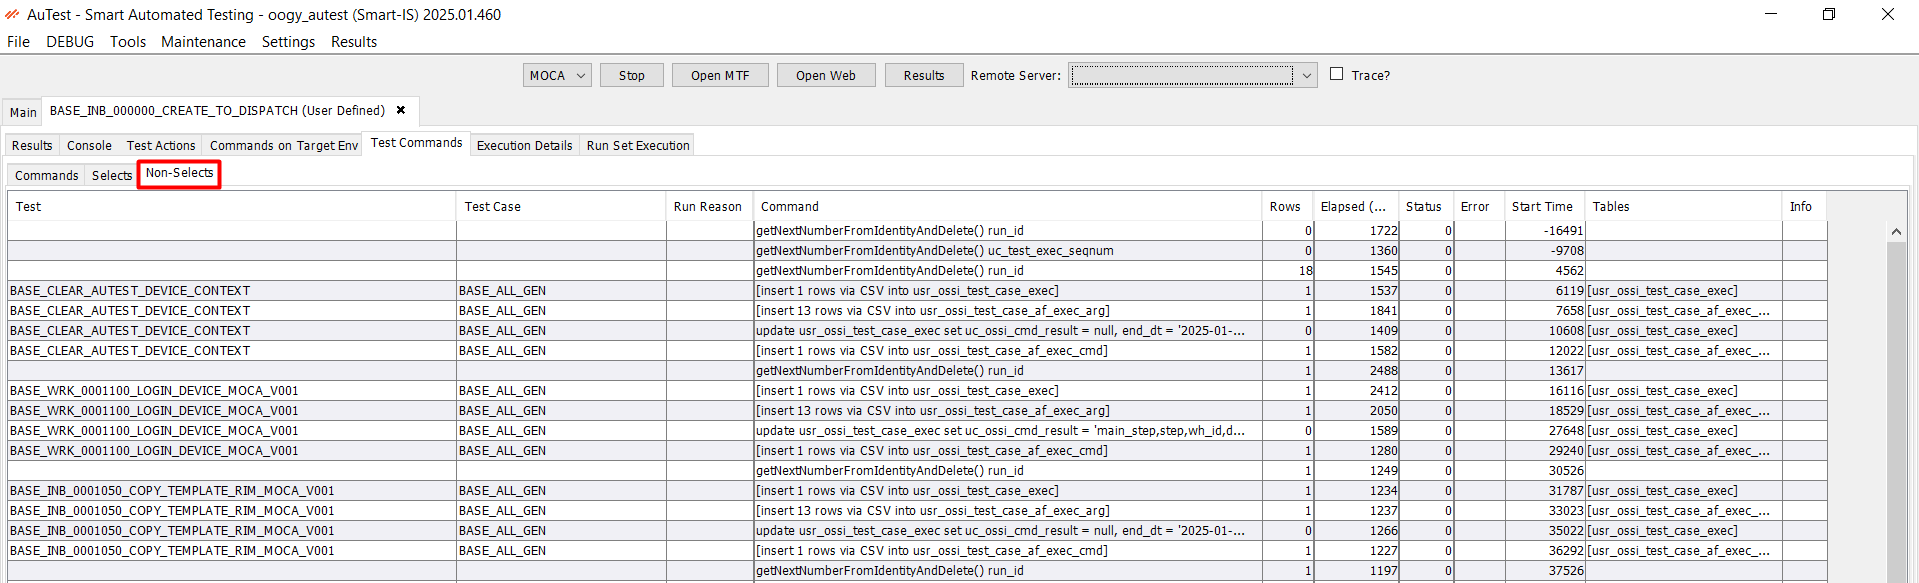 AuTest - Smart Automated Testing - oogy_autest (Smart-IS) 2025.01.460
File DEBUG Tools Maintenance Settings Results
MOCA Stop Open MTF Open Web Results Remote Server: Trace?
Main BASE_INB_000000_CREATE_TO_DISPATCH (User Defined)
Results Console Test Actions Commands on Target Env Test Commands Execution Details Run Set Execution
Commands Selects Non-Selects
Test Test Case Run Reason Command Rows Elapsed (... Status Error Start Time Tables Info
getNextNumberFromIdentityAndDelete() run_id 0 1722 0 -16491
getNextNumberFromIdentityAndDelete() uc_test_exec_seqnum 0 1360 0 -9708
getNextNumberFromIdentityAndDelete() run_id 18 1545 0 4562
BASE_CLEAR_AUTEST_DEVICE_CONTEXT BASE_ALL_GEN [insert 1 rows via CSV into usr_ossi_test_case_exec] 1 1537 0 6119 [usr_ossi_test_case_exec]
BASE_CLEAR_AUTEST_DEVICE_CONTEXT BASE_ALL_GEN [insert 13 rows via CSV into usr_ossi_test_case_af_exec_arg] 1 1841 0 7658 [usr_ossi_test_case_af_exec_...
BASE_CLEAR_AUTEST_DEVICE_CONTEXT BASE_ALL_GEN update usr_ossi_test_case_exec set uc_ossi_cmd_result = null, end_dt = '2025-01-... 0 1409 0 10608 [usr_ossi_test_case_exec]
BASE_CLEAR_AUTEST_DEVICE_CONTEXT BASE_ALL_GEN [insert 1 rows via CSV into usr_ossi_test_case_af_exec_cmd] 1 1582 0 12022 [usr_ossi_test_case_af_exec_...
getNextNumberFromIdentityAndDelete() run_id 1 2488 0 13617
BASE_WRK_0001100_LOGIN_DEVICE_MOCA_V001 BASE_ALL_GEN [insert 1 rows via CSV into usr_ossi_test_case_exec] 1 2412 0 16116 [usr_ossi_test_case_exec]
BASE_WRK_0001100_LOGIN_DEVICE_MOCA_V001 BASE_ALL_GEN [insert 13 rows via CSV into usr_ossi_test_case_af_exec_arg] 1 2050 0 18529 [usr_ossi_test_case_af_exec_...
BASE_WRK_0001100_LOGIN_DEVICE_MOCA_V001 BASE_ALL_GEN update usr_ossi_test_case_exec set uc_ossi_cmd_result = 'main_step,step,wh_id,d... 0 1589 0 27648 [usr_ossi_test_case_exec]
BASE_WRK_0001100_LOGIN_DEVICE_MOCA_V001 BASE_ALL_GEN [insert 1 rows via CSV into usr_ossi_test_case_af_exec_cmd] 1 1280 0 29240 [usr_ossi_test_case_af_exec_...
getNextNumberFromIdentityAndDelete() run_id 1 1249 0 30526
BASE_INB_0001050_COPY_TEMPLATE_RIM_MOCA_V001 BASE_ALL_GEN [insert 1 rows via CSV into usr_ossi_test_case_exec] 1 1234 0 31787 [usr_ossi_test_case_exec]
BASE_INB_0001050_COPY_TEMPLATE_RIM_MOCA_V001 BASE_ALL_GEN [insert 13 rows via CSV into usr_ossi_test_case_af_exec_arg] 1 1237 0 33023 [usr_ossi_test_case_af_exec_...
BASE_INB_0001050_COPY_TEMPLATE_RIM_MOCA_V001 BASE_ALL_GEN update usr_ossi_test_case_exec set uc_ossi_cmd_result = null, end_dt = '2025-01-... 0 1266 0 35022 [usr_ossi_test_case_exec]
BASE_INB_0001050_COPY_TEMPLATE_RIM_MOCA_V001 BASE_ALL_GEN [insert 1 rows via CSV into usr_ossi_test_case_af_exec_cmd] 1 1227 0 36292 [usr_ossi_test_case_af_exec_...
getNextNumberFromIdentityAndDelete() run_id 1 1197 0 37526